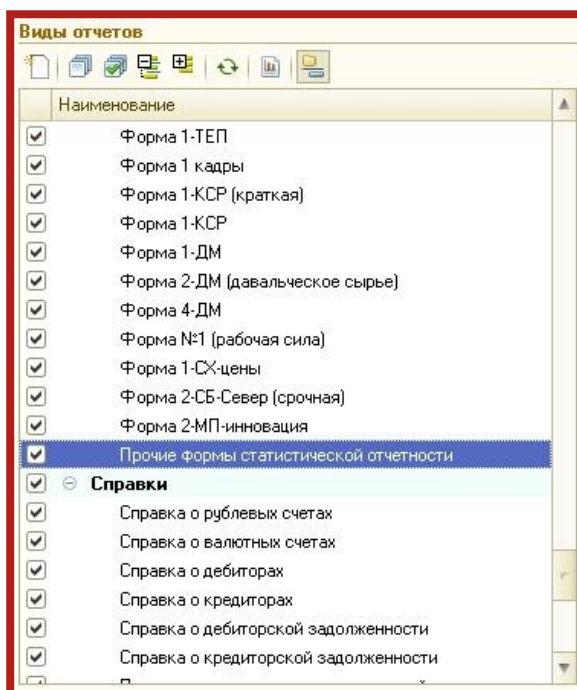 Виды отчетов
Наименование
Форма 1-ТЕП
Форма 1 кадры
Форма 1-КСР (краткая)
Форма 1-КСР
Форма 1-ДМ
Форма 2-ДМ (давальческое сырье)
Форма 4-ДМ
Форма №1 (рабочая сила)
Форма 1-СХ-цены
Форма 2-СБ-Север (срочная)
Форма 2-МП-инновация
Прочие формы статистической отчетности
Справки
Справка о рублевых счетах
Справка о валютных счетах
Справка о дебиторах
Справка о кредиторах
Справка о дебиторской задолженности
Справка о кредиторской задолженности